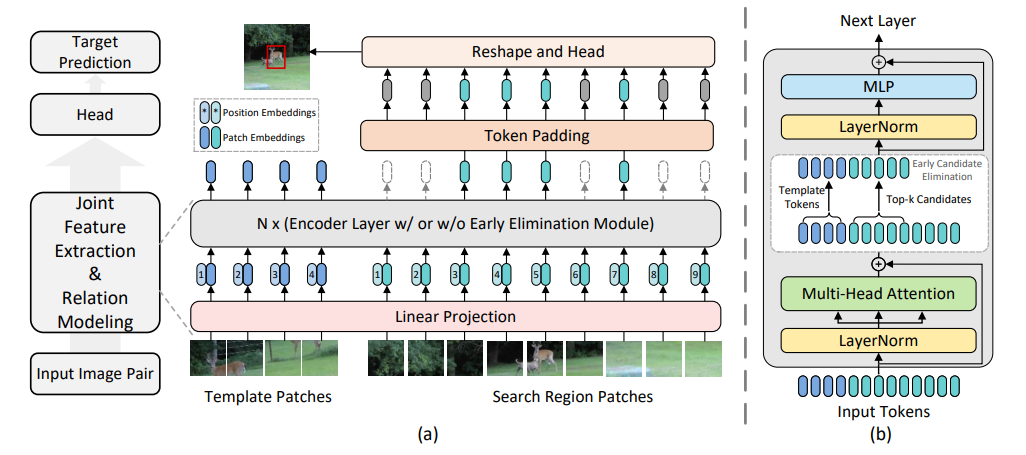 Target
Prediction
Head
Joint
Feature
Extraction
&
Relation
Modeling
Input Image Pair
Reshape and Head
* * Position Embeddings
Patch Embeddings
Token Padding
N x (Encoder Layer w/ or w/o Early Elimination Module)
1 2 3 4 1 2 3 4 5 6 7 8 9
Linear Projection
Template Patches
Search Region Patches
(a)
Next Layer
+
MLP
LayerNorm
Early Candidate
Elimination
Template
Tokens
Top-k Candidates
+
Multi-Head Attention
LayerNorm
Input Tokens
(b)